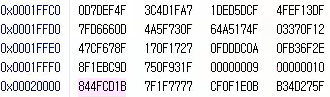 0x0001FFC0 0D7DEF4F 3C4D1FA7 1DED5DCF 4FEF13DF
0x0001FFD0 7FD6660D 4A5F730F 64A5174F 03370F12
0x0001FFE0 47CF678F 170F1727 0FDDDC0A 0FB36F2E
0x0001FFF0 8F1EBC9D 750F931F 00000009 00000010
0x00020000 844FCD1B 7F1F7777 CF0F1E0B B34D275F